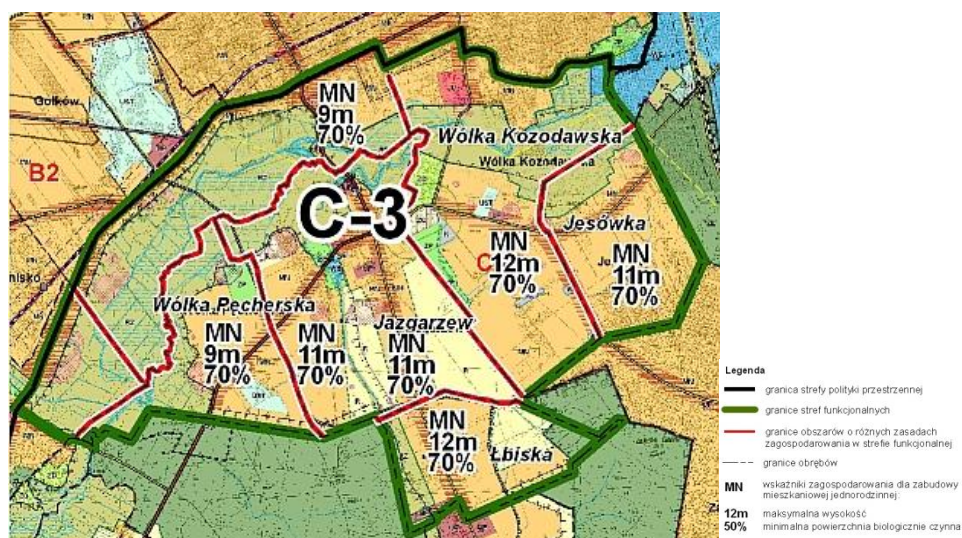 MN
9m
70%
Gołków
UST
Wólka Kozodawska
Wólka Kozodawska
B2
C-3
UST
Jesówka
MN
12m
70%
MN
11m
70%
C
Wólka Pęcherska
MN
9m
70%
MN
11m
70%
Jazgarzew
MN
11m
70%
MN
12m
70%
Łbiska
Legenda
granica strefy polityki przestrzennej
granice stref funkcjonalnych
granice obszarów o różnych zasadach
zagospodarowania w strefie funkcjonalnej
granice obrębów
MN wskaźniki zagospodarowania dla zabudowy
mieszkaniowej jednorodzinnej:
12m maksymalna wysokość
50% minimalna powierzchnia biologicznie czynna